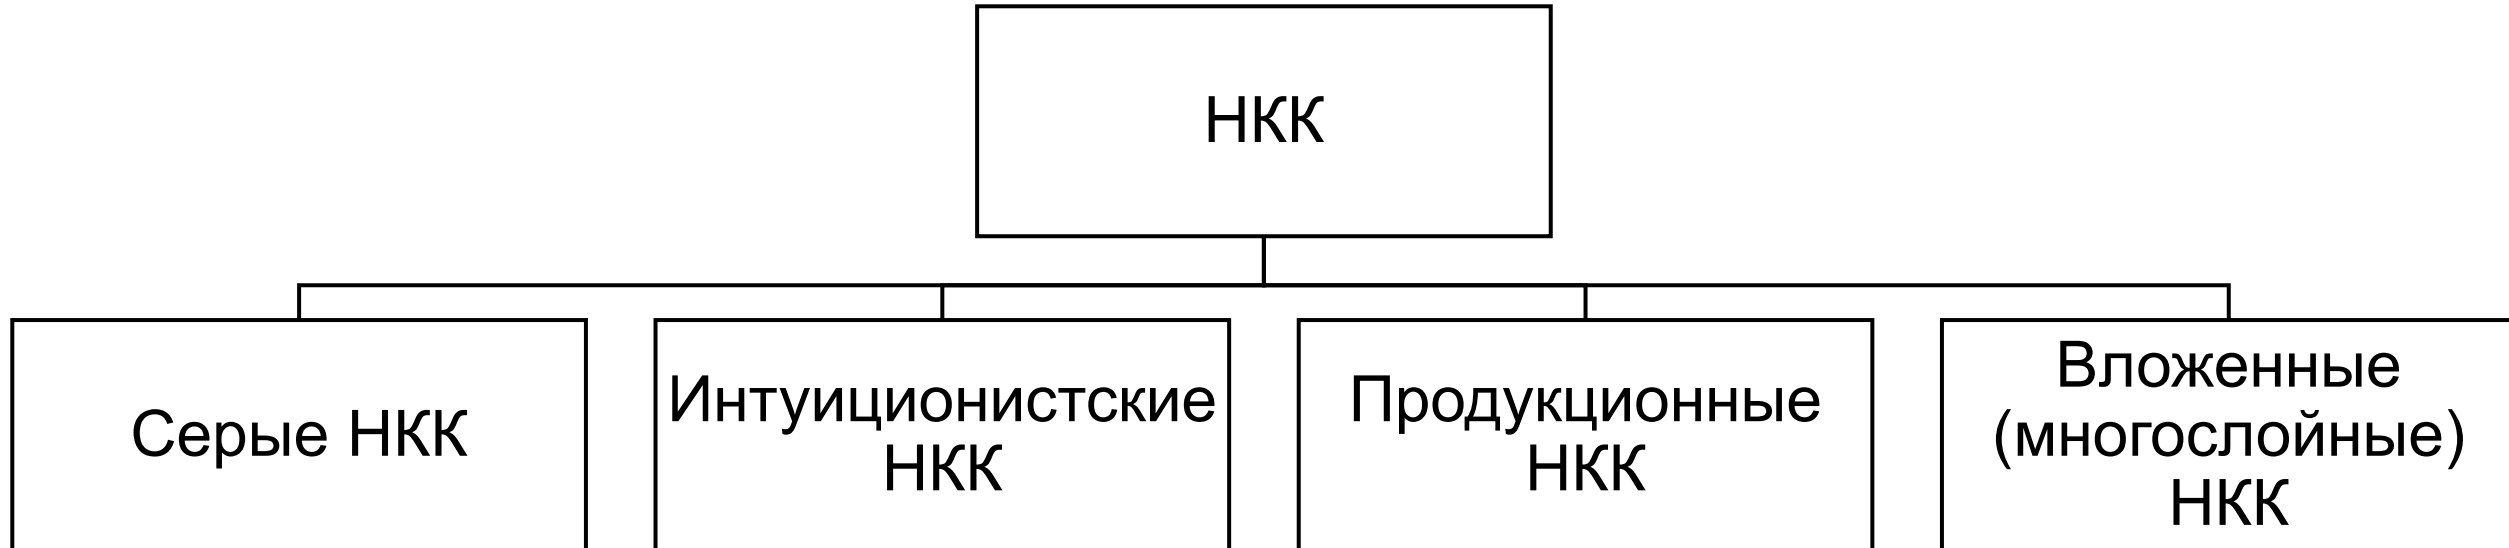 НКК
Серые НКК
Интуиционистские
НКК
Продукционные
НКК
Вложенные
(многослойные)
НКК